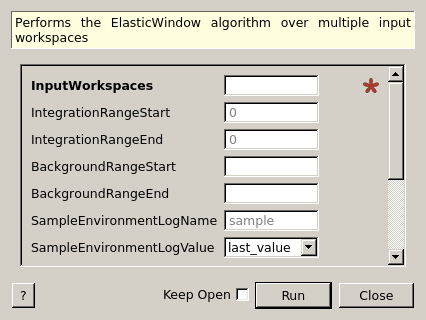 Performs the ElasticWindow algorithm over multiple input
workspaces
InputWorkspaces *
IntegrationRangeStart 0
IntegrationRangeEnd 0
BackgroundRangeStart
BackgroundRangeEnd
SampleEnvironmentLogName sample
SampleEnvironmentLogValue last_value
? Keep Open Run Close